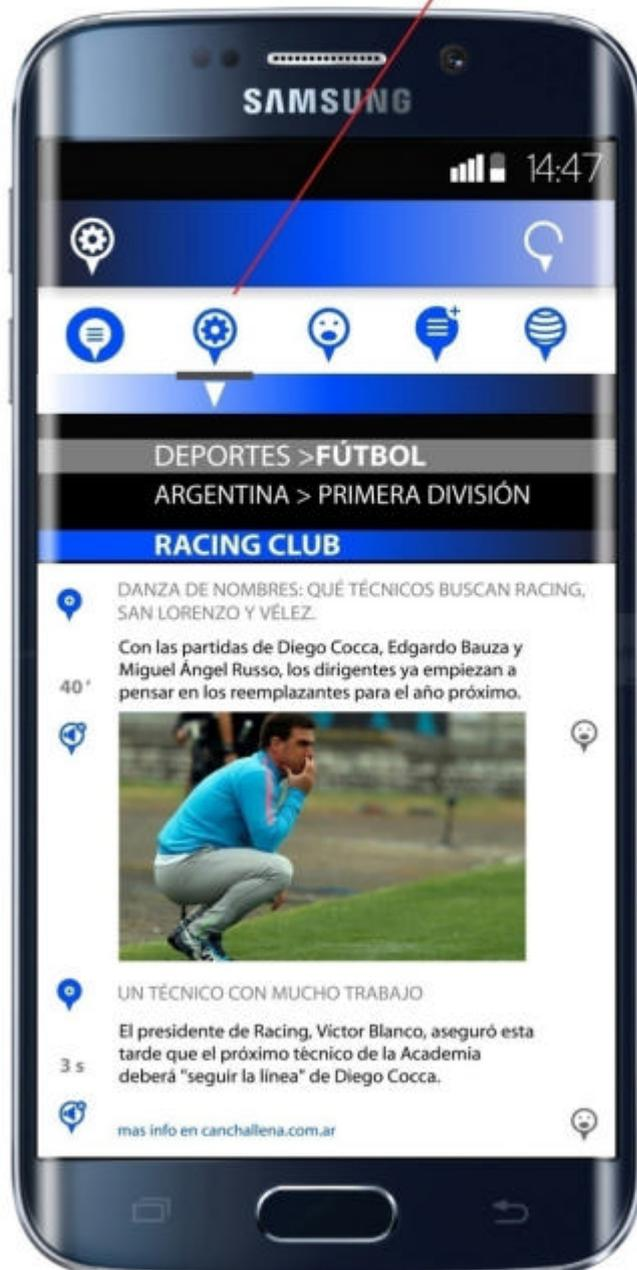 SAMSUNG
14:47
DEPORTES >FÚTBOL
ARGENTINA > PRIMERA DIVISIÓN
RACING CLUB
DANZA DE NOMBRES: QUÉ TÉCNICOS BUSCAN RACING,
SAN LORENZO Y VÉLEZ.
Con las partidas de Diego Cocca, Edgardo Bauza y
Miguel Ángel Russo, los dirigentes ya empiezan a
40'
pensar en los reemplazantes para el año próximo.
UN TÉCNICO CON MUCHO TRABAJO
El presidente de Racing, Víctor Blanco, aseguró esta
tarde que el próximo técnico de la Academia
3 s
deberá "seguir la línea" de Diego Cocca.
mas info en canchallena.com.ar